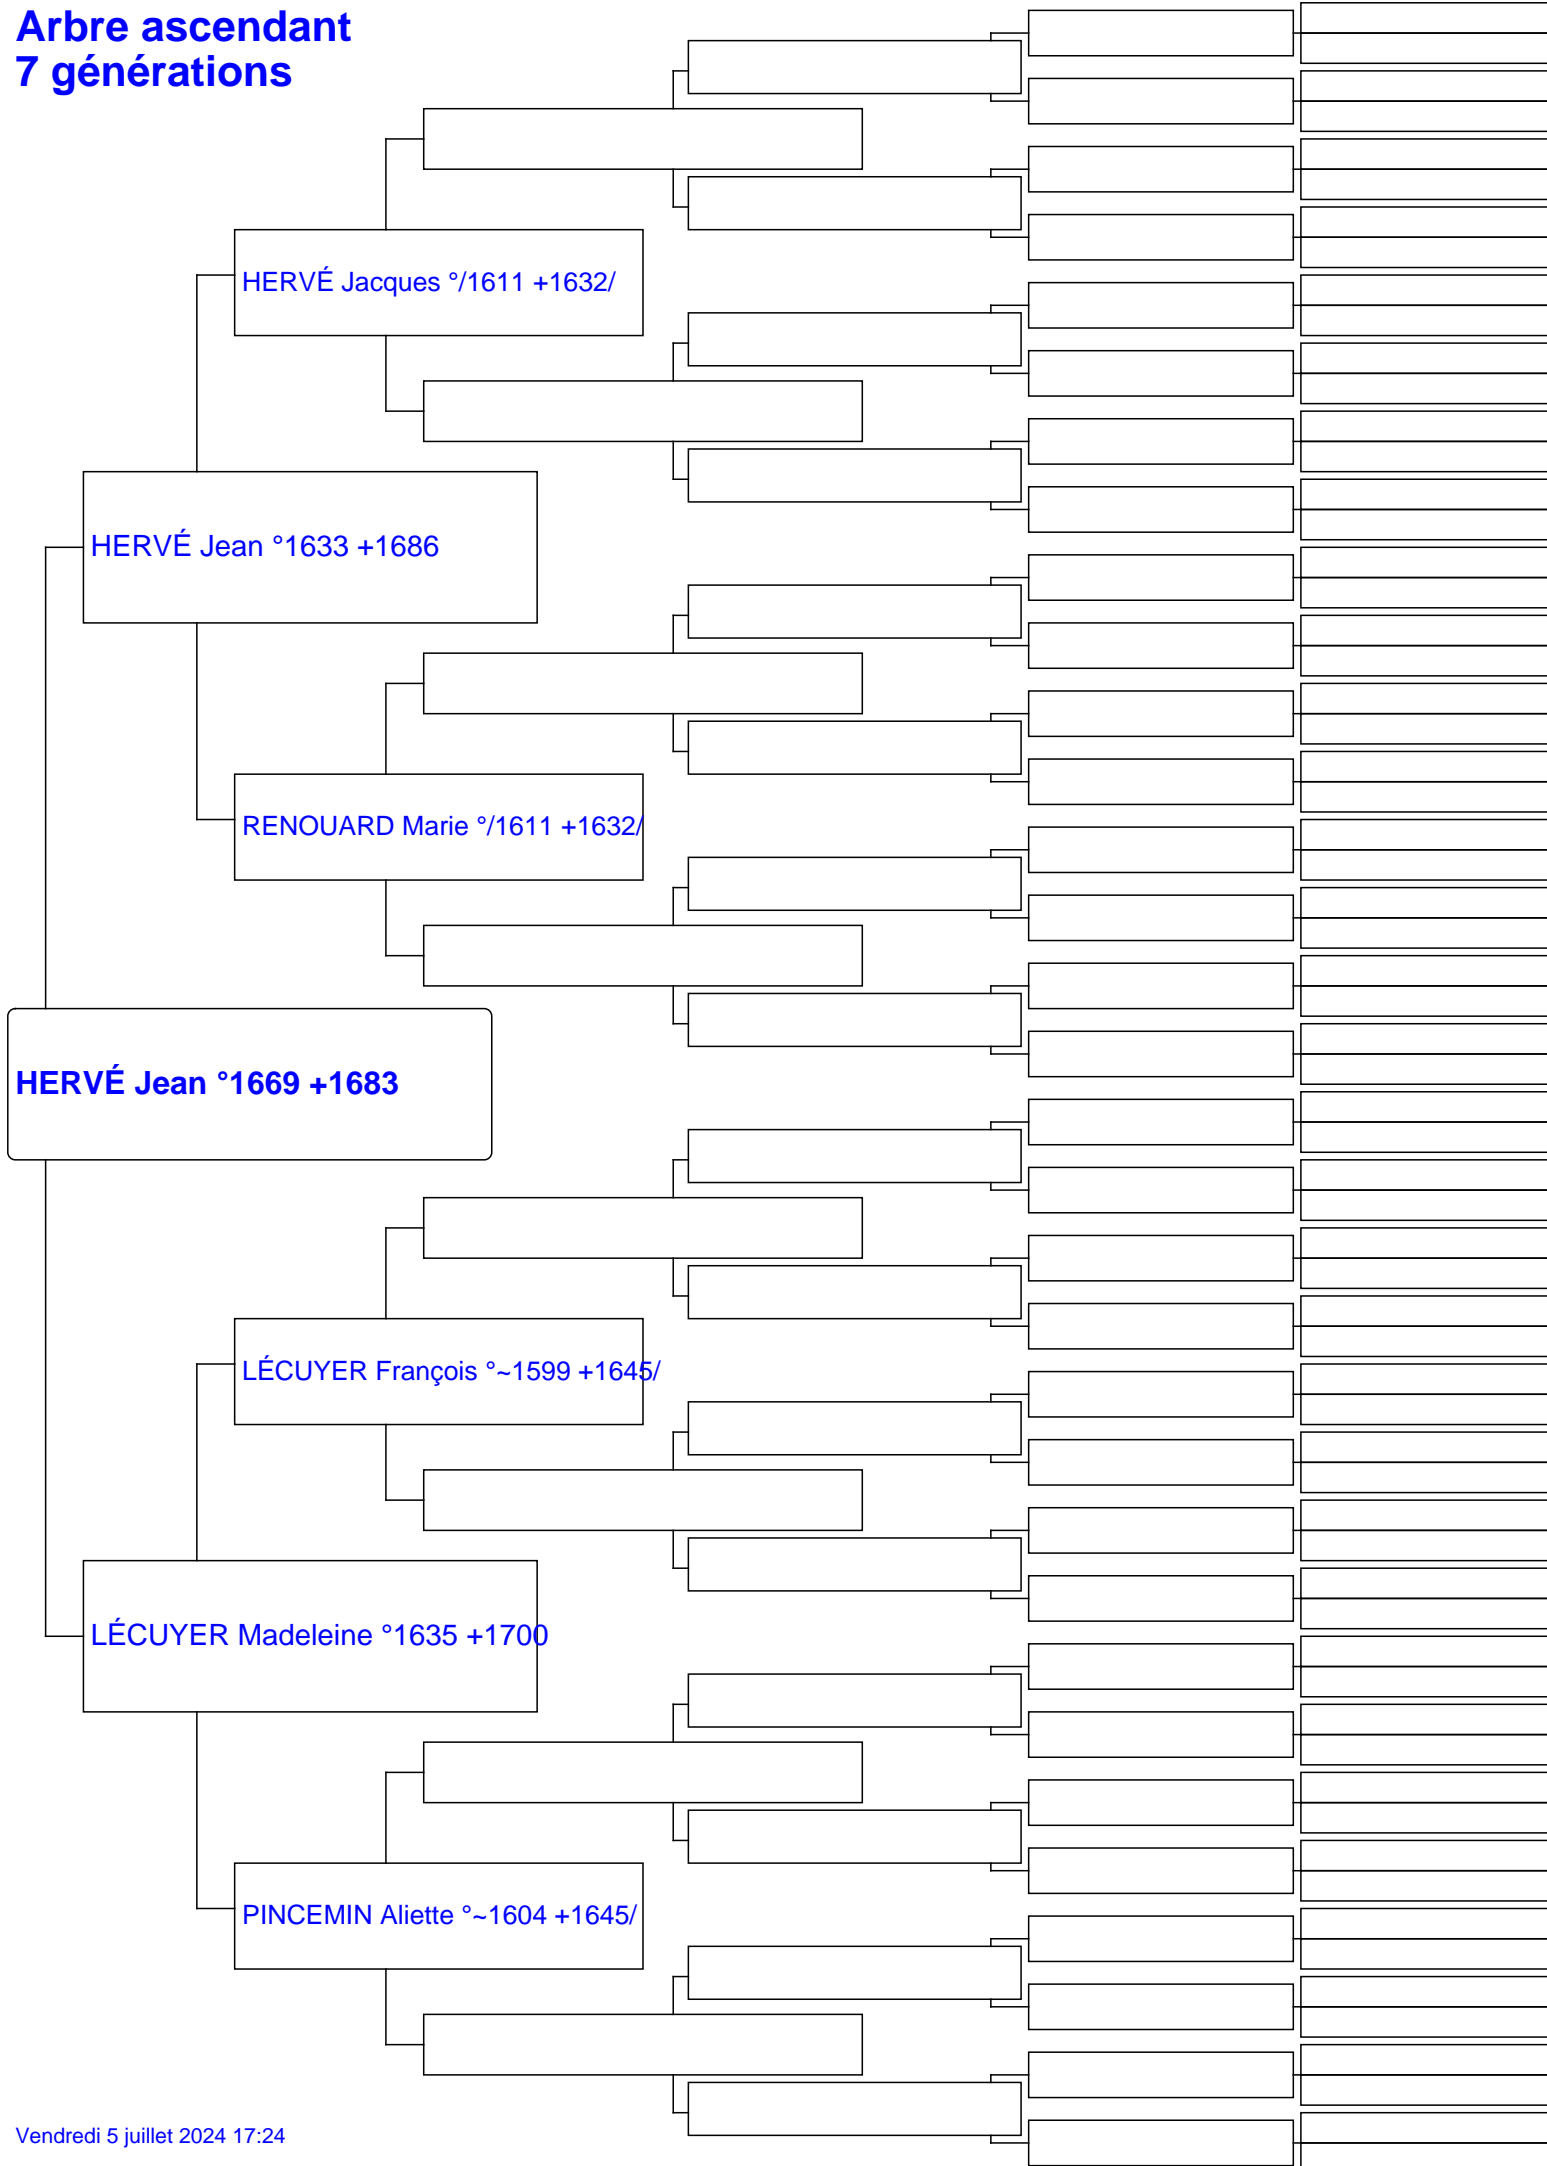 Arbre ascendant
7 générations
HERVÉ Jacques °/1611 +1632/
HERVÉ Jean °1633 +1686
RENOUARD Marie °/1611 +1632/
HERVÉ Jean °1669 +1683
LÉCUYER François °~1599 +1645/
LÉCUYER Madeleine °1635 +1700
PINCEMIN Aliette °~1604 +1645/
Vendredi 5 juillet 2024 17:24